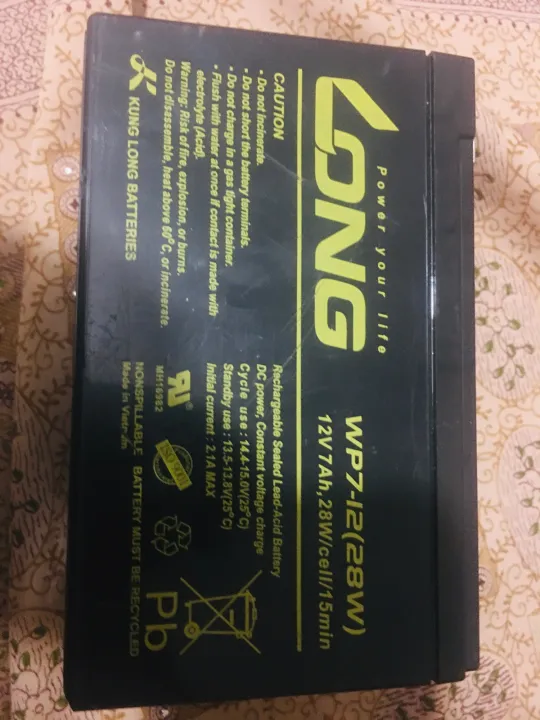 Power your life
LONG
WP7-12(28W)
12V7Ah,28W/cell/15min
CAUTION
• Do not incinerate.
• Do not short the battery terminals.
• Do not charge in a gas tight container.
• Flush with water at once if contact is made with
electrolyte (Acid).
Warning: Risk of fire, explosion, or burns.
Do not disassemble, heat above 60°C, or incinerate.
KUNG LONG BATTERIES
Rechargeable Sealed Lead-Acid Battery
DC power, Constant voltage charge
Cycle use : 14.4-15.0V(25°C)
Standby use : 13.5-13.8V(25°C)
Initial current : 2.1A MAX
MH16982
Pb
NONSPILLABLE BATTERY MUST BE RECYCLED
Made in Vietnam